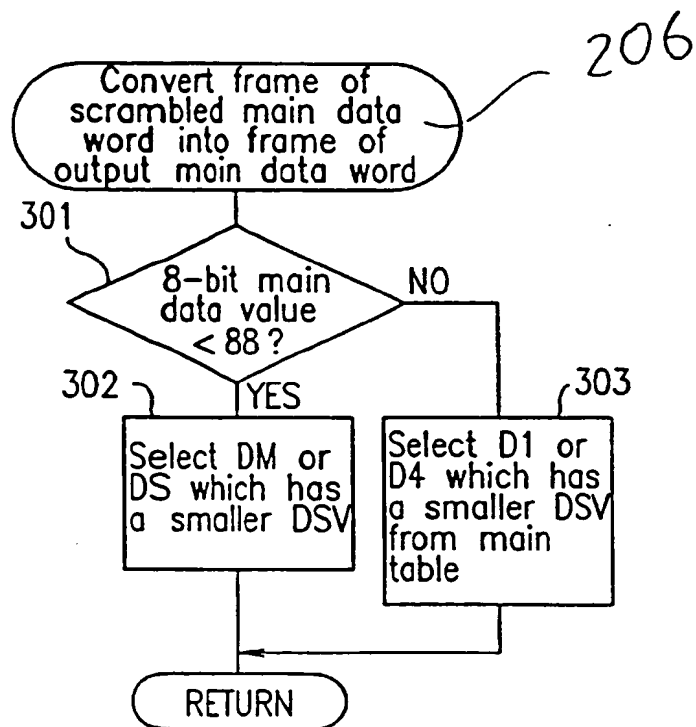 206
Convert frame of
scrambled main data
word into frame of
output main data word
301
8-bit main
data value
< 88?
NO
YES
302
Select DM or
DS which has
a smaller DSV
303
Select D1 or
D4 which has
a smaller DSV
from main
table
RETURN